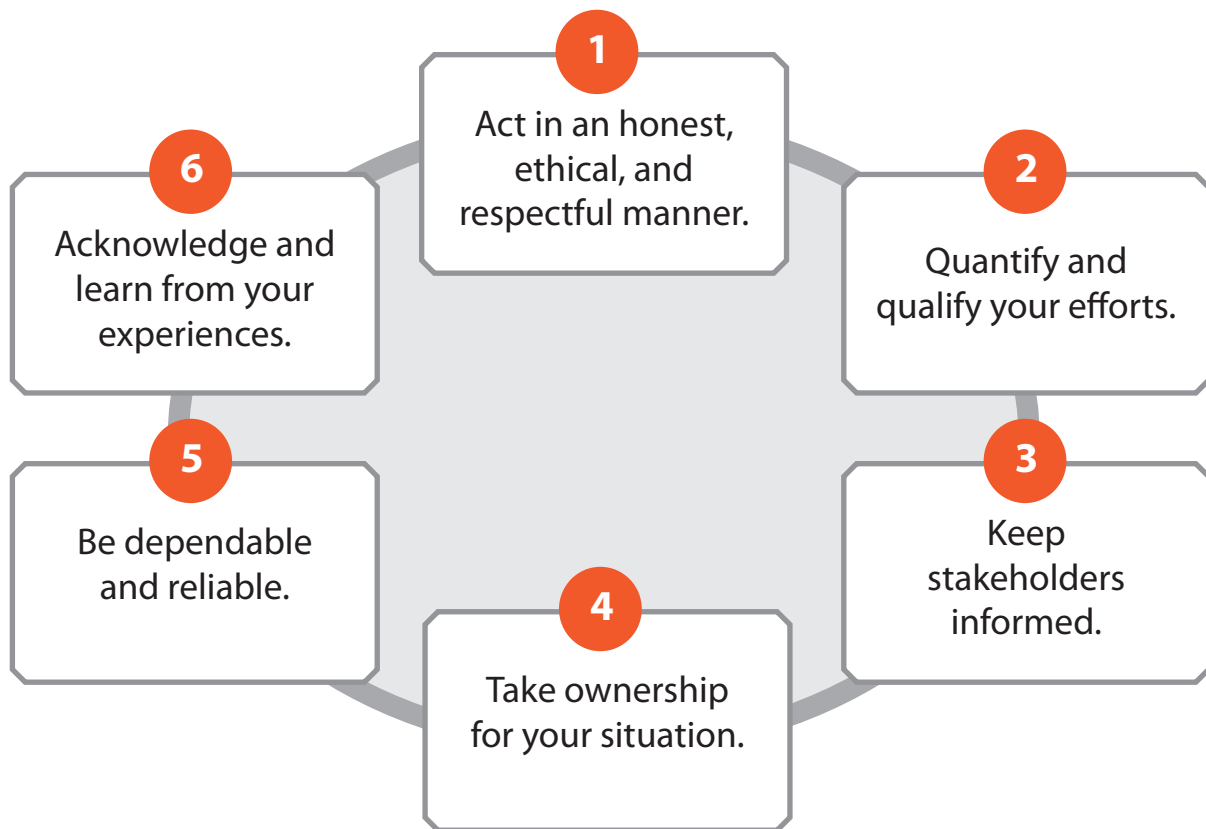 1
Act in an honest,
ethical, and
respectful manner.
2
Quantify and
qualify your efforts.
3
Keep
stakeholders
informed.
4
Take ownership
for your situation.
5
Be dependable
and reliable.
6
Acknowledge and
learn from your
experiences.